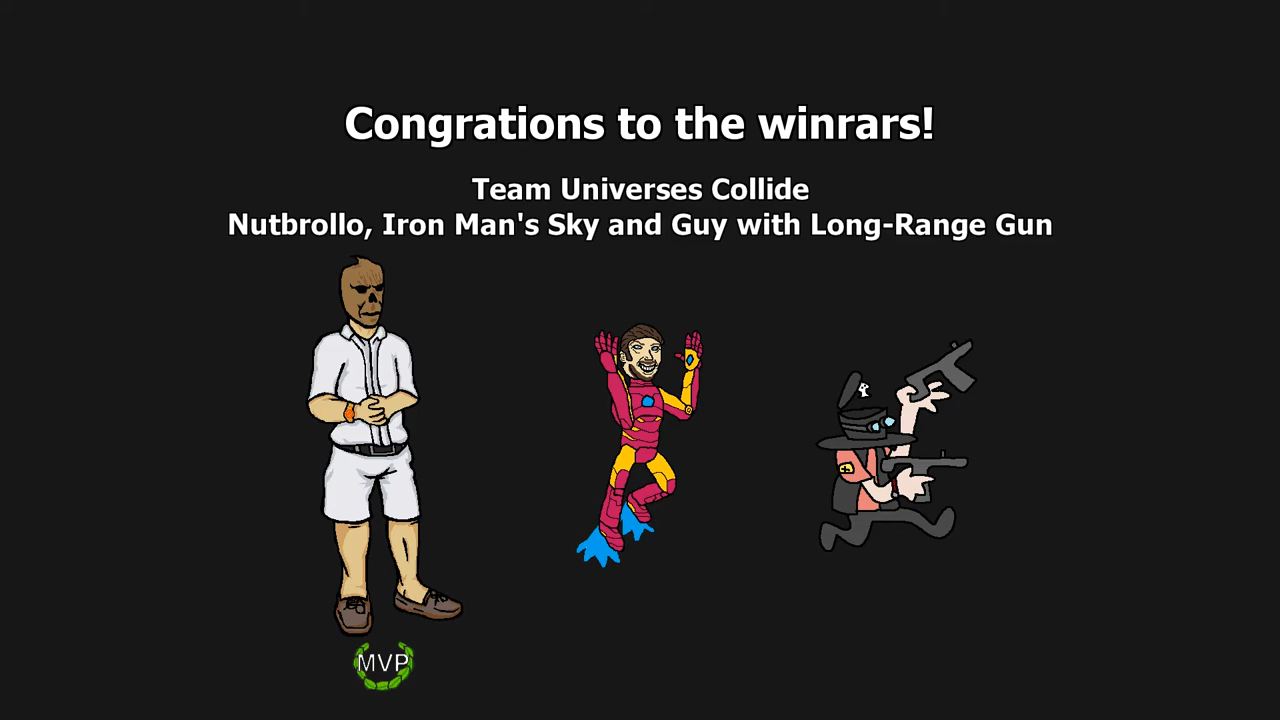 Congrations to the winrars!
Team Universes Collide
Nutbrollo, Iron Man's Sky and Guy with Long-Range Gun
MVP